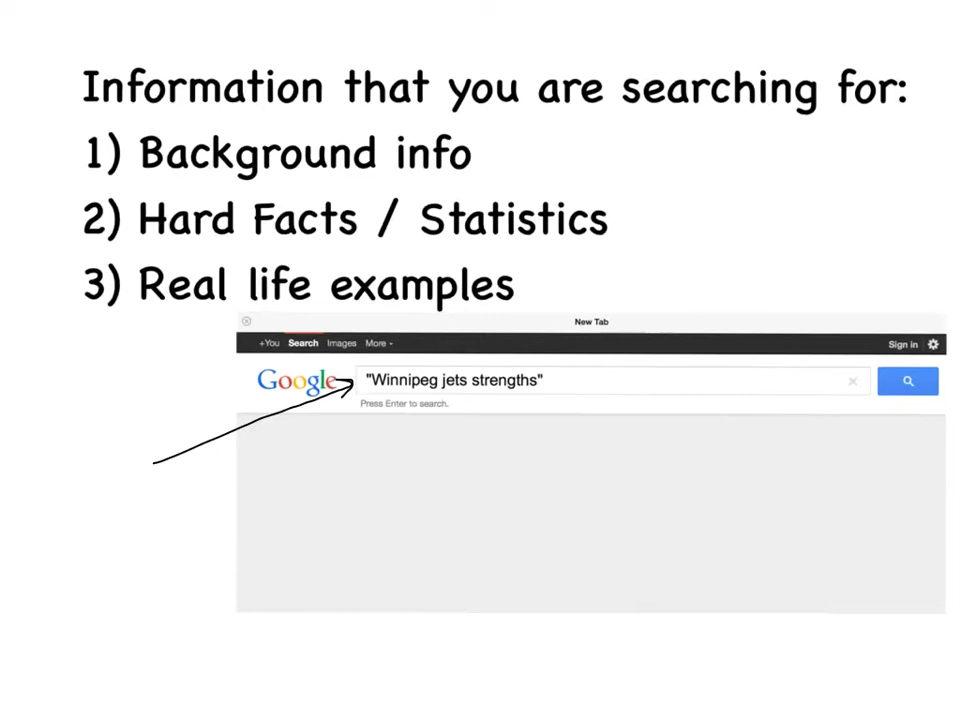 Information that you are searching for:
1) Background info
2) Hard Facts / Statistics
3) Real life examples
New Tab
+You Search Images More Sign in
Google "Winnipeg jets strengths"
Press Enter to search.